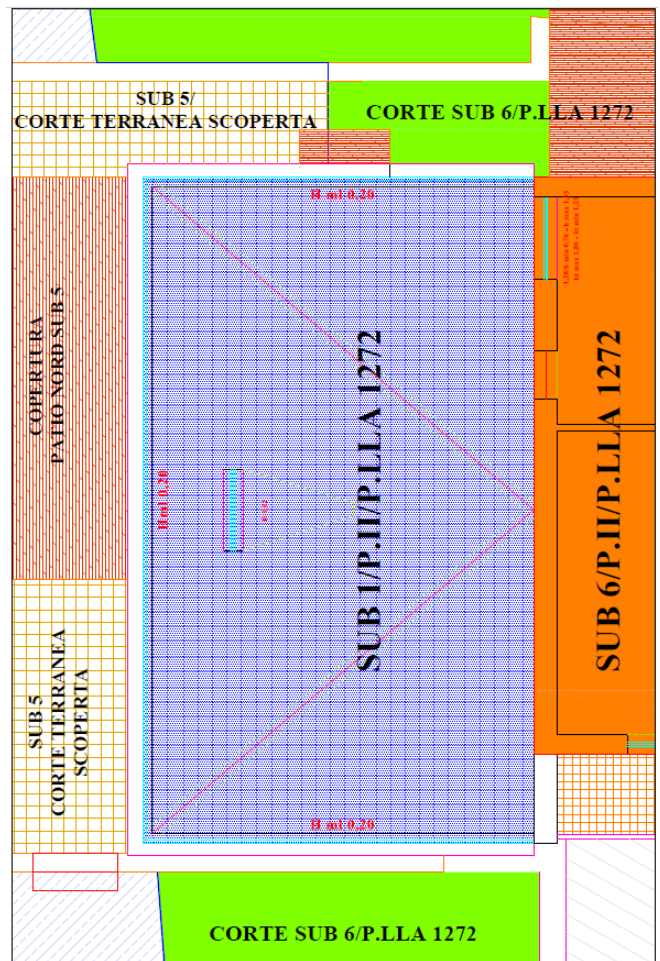 SUB 5/
CORTE TERRANEA SCOPERTA
CORTE SUB 6/P.LLA 1272
H ml 0,20
COPERTURA
PATIO NORD SUB 5
H ml 0,20
SUB 1/P.II/P.LLA 1272
SUB 6/P.II/P.LLA 1272
SUB 5
CORTE TERRANEA
SCOPERTA
H ml 0,20
CORTE SUB 6/P.LLA 1272